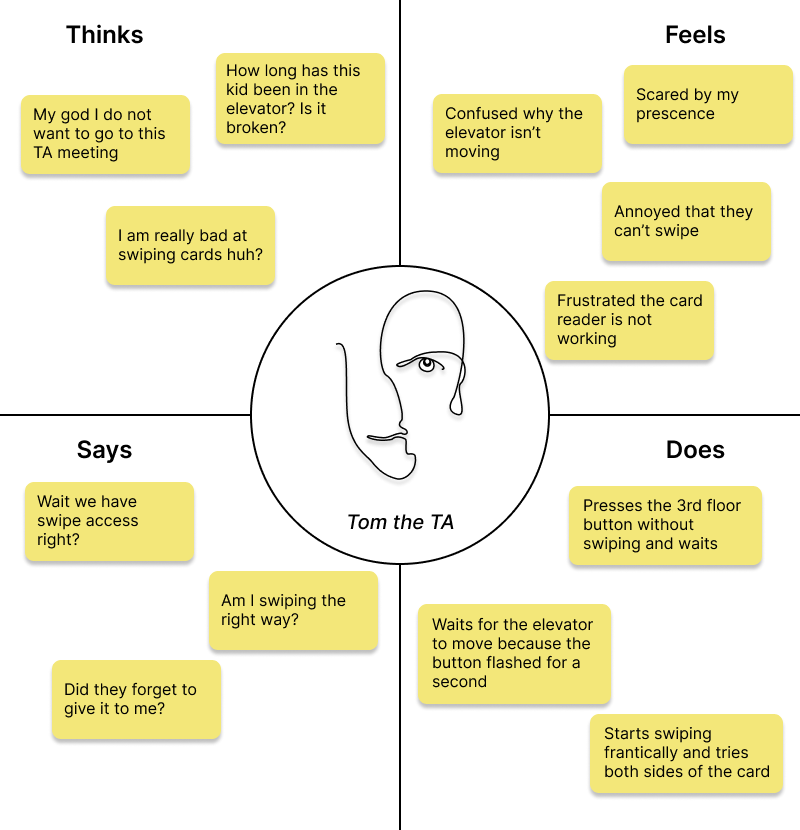 Thinks
My god I do not
want to go to this
TA meeting
How long has this
kid been in the
elevator? Is it
broken?
I am really bad at
swiping cards huh?
Feels
Confused why the
elevator isn’t
moving
Scared by my
prescence
Annoyed that they
can’t swipe
Frustrated the card
reader is not
working
Tom the TA
Says
Wait we have
swipe access
right?
Am I swiping the
right way?
Did they forget to
give it to me?
Does
Presses the 3rd floor
button without
swiping and waits
Waits for the elevator
to move because the
button flashed for a
second
Starts swiping
frantically and tries
both sides of the card